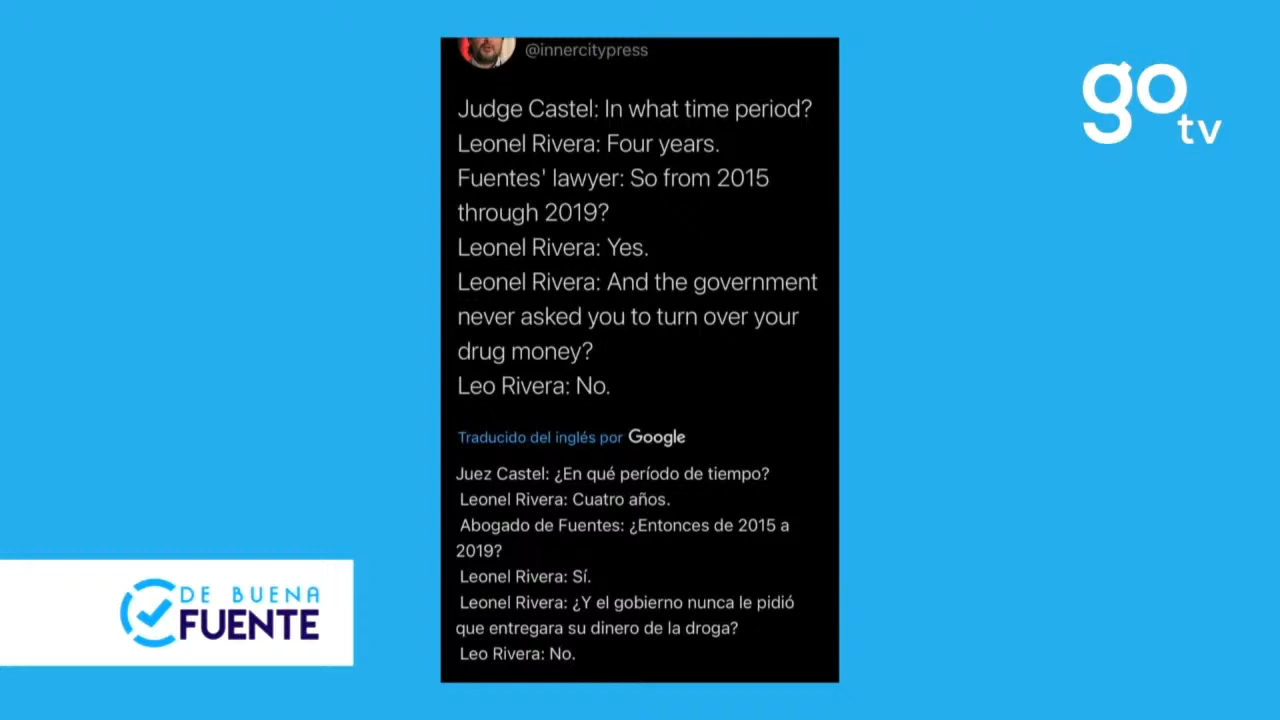 @innercitypress
go
tv
Judge Castel: In what time period?
Leonel Rivera: Four years.
Fuentes' lawyer: So from 2015
through 2019?
Leonel Rivera: Yes.
Leonel Rivera: And the government
never asked you to turn over your
drug money?
Leo Rivera: No.
Traducido del inglés por Google
Juez Castel: ¿En qué período de tiempo?
Leonel Rivera: Cuatro años.
Abogado de Fuentes: ¿Entonces de 2015 a
2019?
Leonel Rivera: Sí.
Leonel Rivera: ¿Y el gobierno nunca le pidió
que entregara su dinero de la droga?
Leo Rivera: No.
DE BUENA
FUENTE